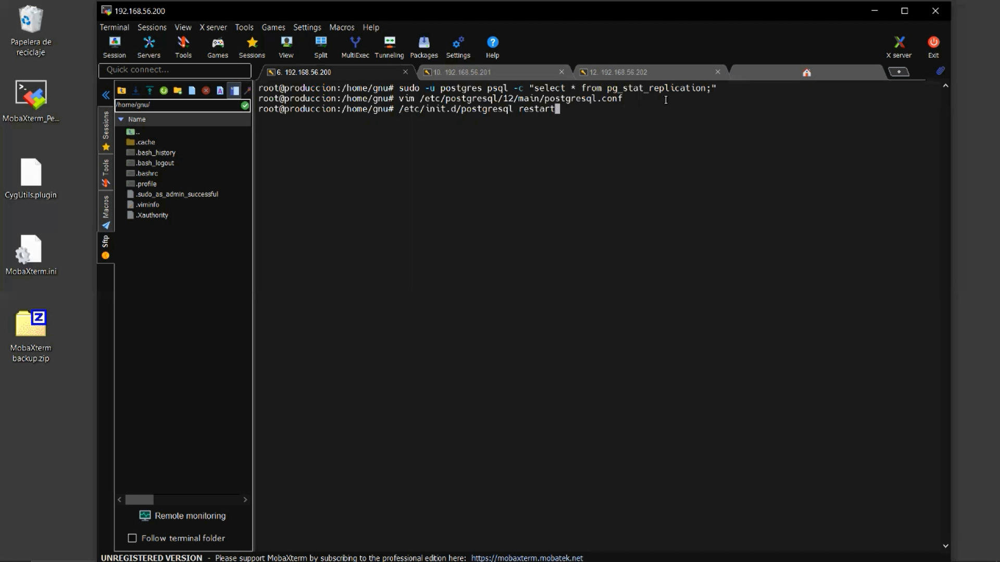 Papelera de
reciclaje
MobaXterm_Pe...
CygUtils.plugin
MobaXterm.ini
MobaXterm
backup.zip
192.168.56.200
Terminal Sessions View X server Tools Games Settings Macros Help
Session Servers Tools Games Sessions View Split MultiExec Tunneling Packages Settings Help X server Exit
Quick connect...
6. 192.168.56.200
10. 192.168.56.201
12. 192.168.56.202
/home/gnu/
Name
..
.cache
.bash_history
.bash_logout
.bashrc
.profile
.sudo_as_admin_successful
.viminfo
.Xauthority
Sessions
Tools
Macros
Sftp
root@produccion:/home/gnu# sudo -u postgres psql -c "select * from pg_stat_replication;"
root@produccion:/home/gnu# vim /etc/postgresql/12/main/postgresql.conf
root@produccion:/home/gnu# /etc/init.d/postgresql restart
Remote monitoring
Follow terminal folder
UNREGISTERED VERSION - Please support MobaXterm by subscribing to the professional edition here: https://mobaxterm.mobatek.net